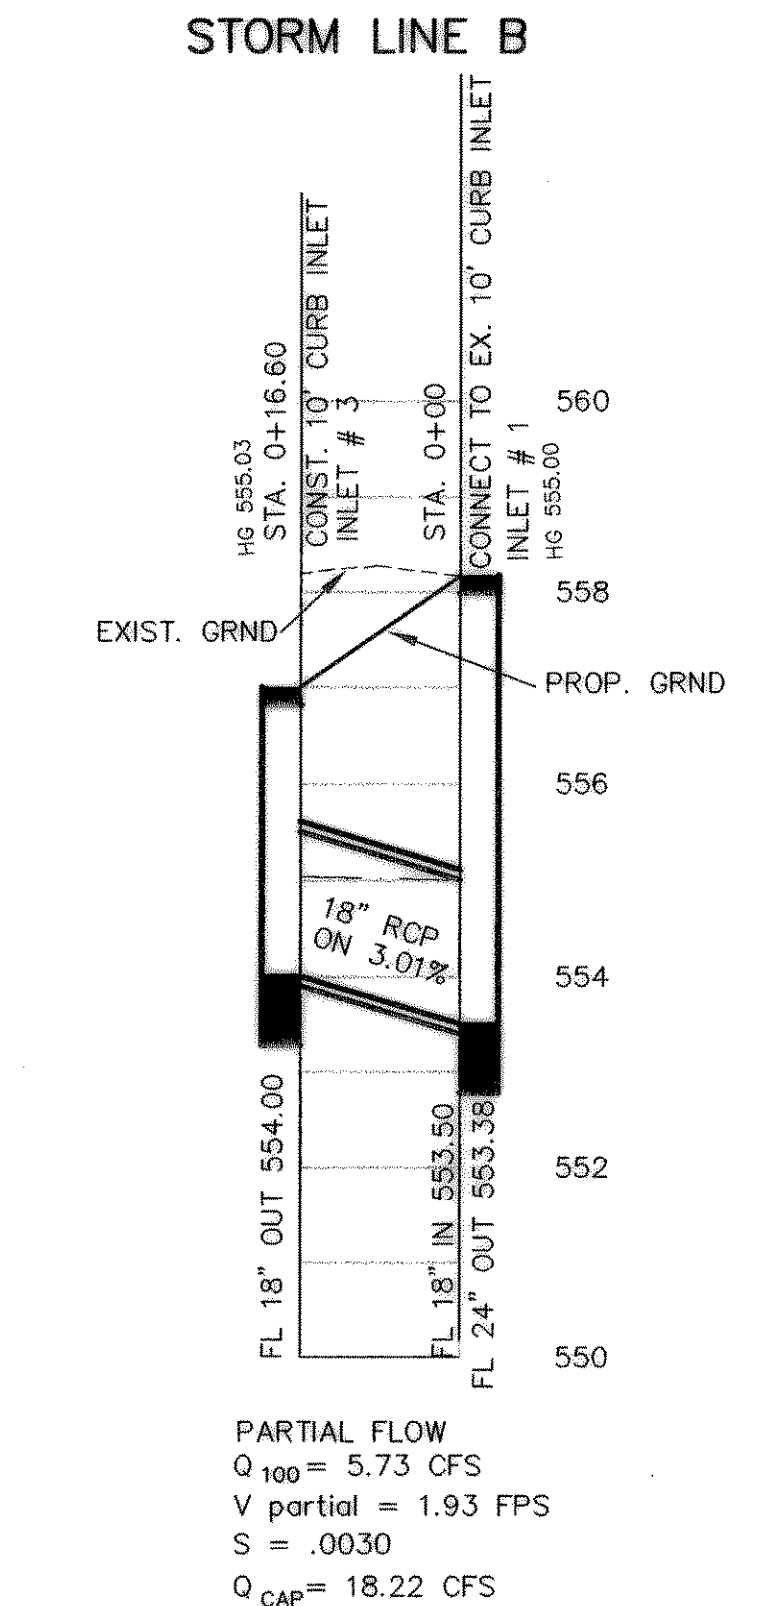 STORM LINE B
HG 555.03
STA. 0+16.60
CONST. 10' CURB INLET
INLET # 3
STA. 0+00
CONNECT TO EX. 10' CURB INLET
INLET # 1
HG 555.00
560
558
EXIST. GRND
PROP. GRND
556
18" RCP
ON 3.01%
554
FL 18" OUT 554.00
FL 18" IN 553.50
FL 24" OUT 553.38
552
550
PARTIAL FLOW
Q 100 = 5.73 CFS
V partial = 1.93 FPS
S = .0030
Q CAP = 18.22 CFS